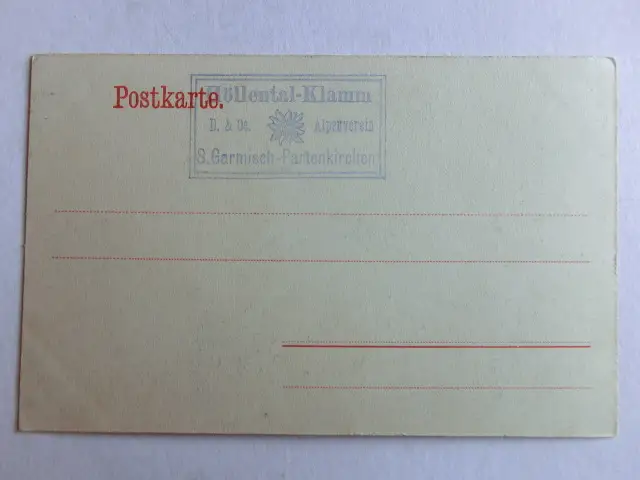 Postkarte.
Höllental-Klamm
D. & Oe. Alpenverein
S. Garmisch-Partenkirchen